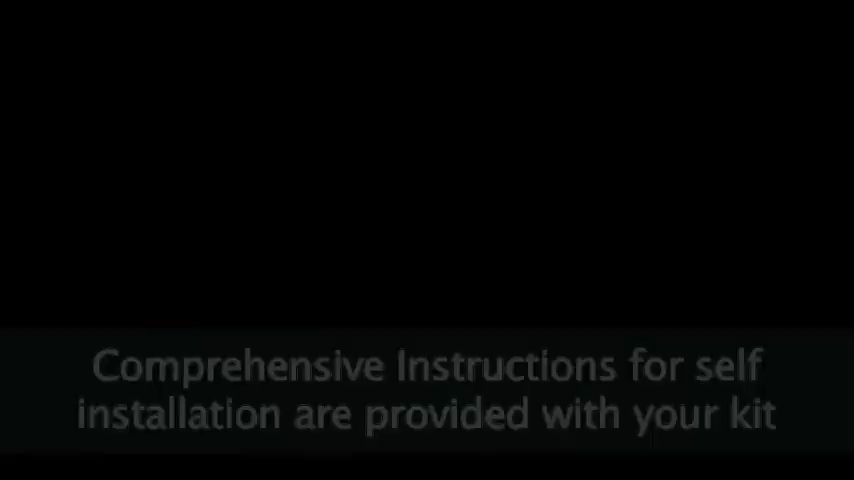 Comprehensive Instructions for self
installation are provided with your kit